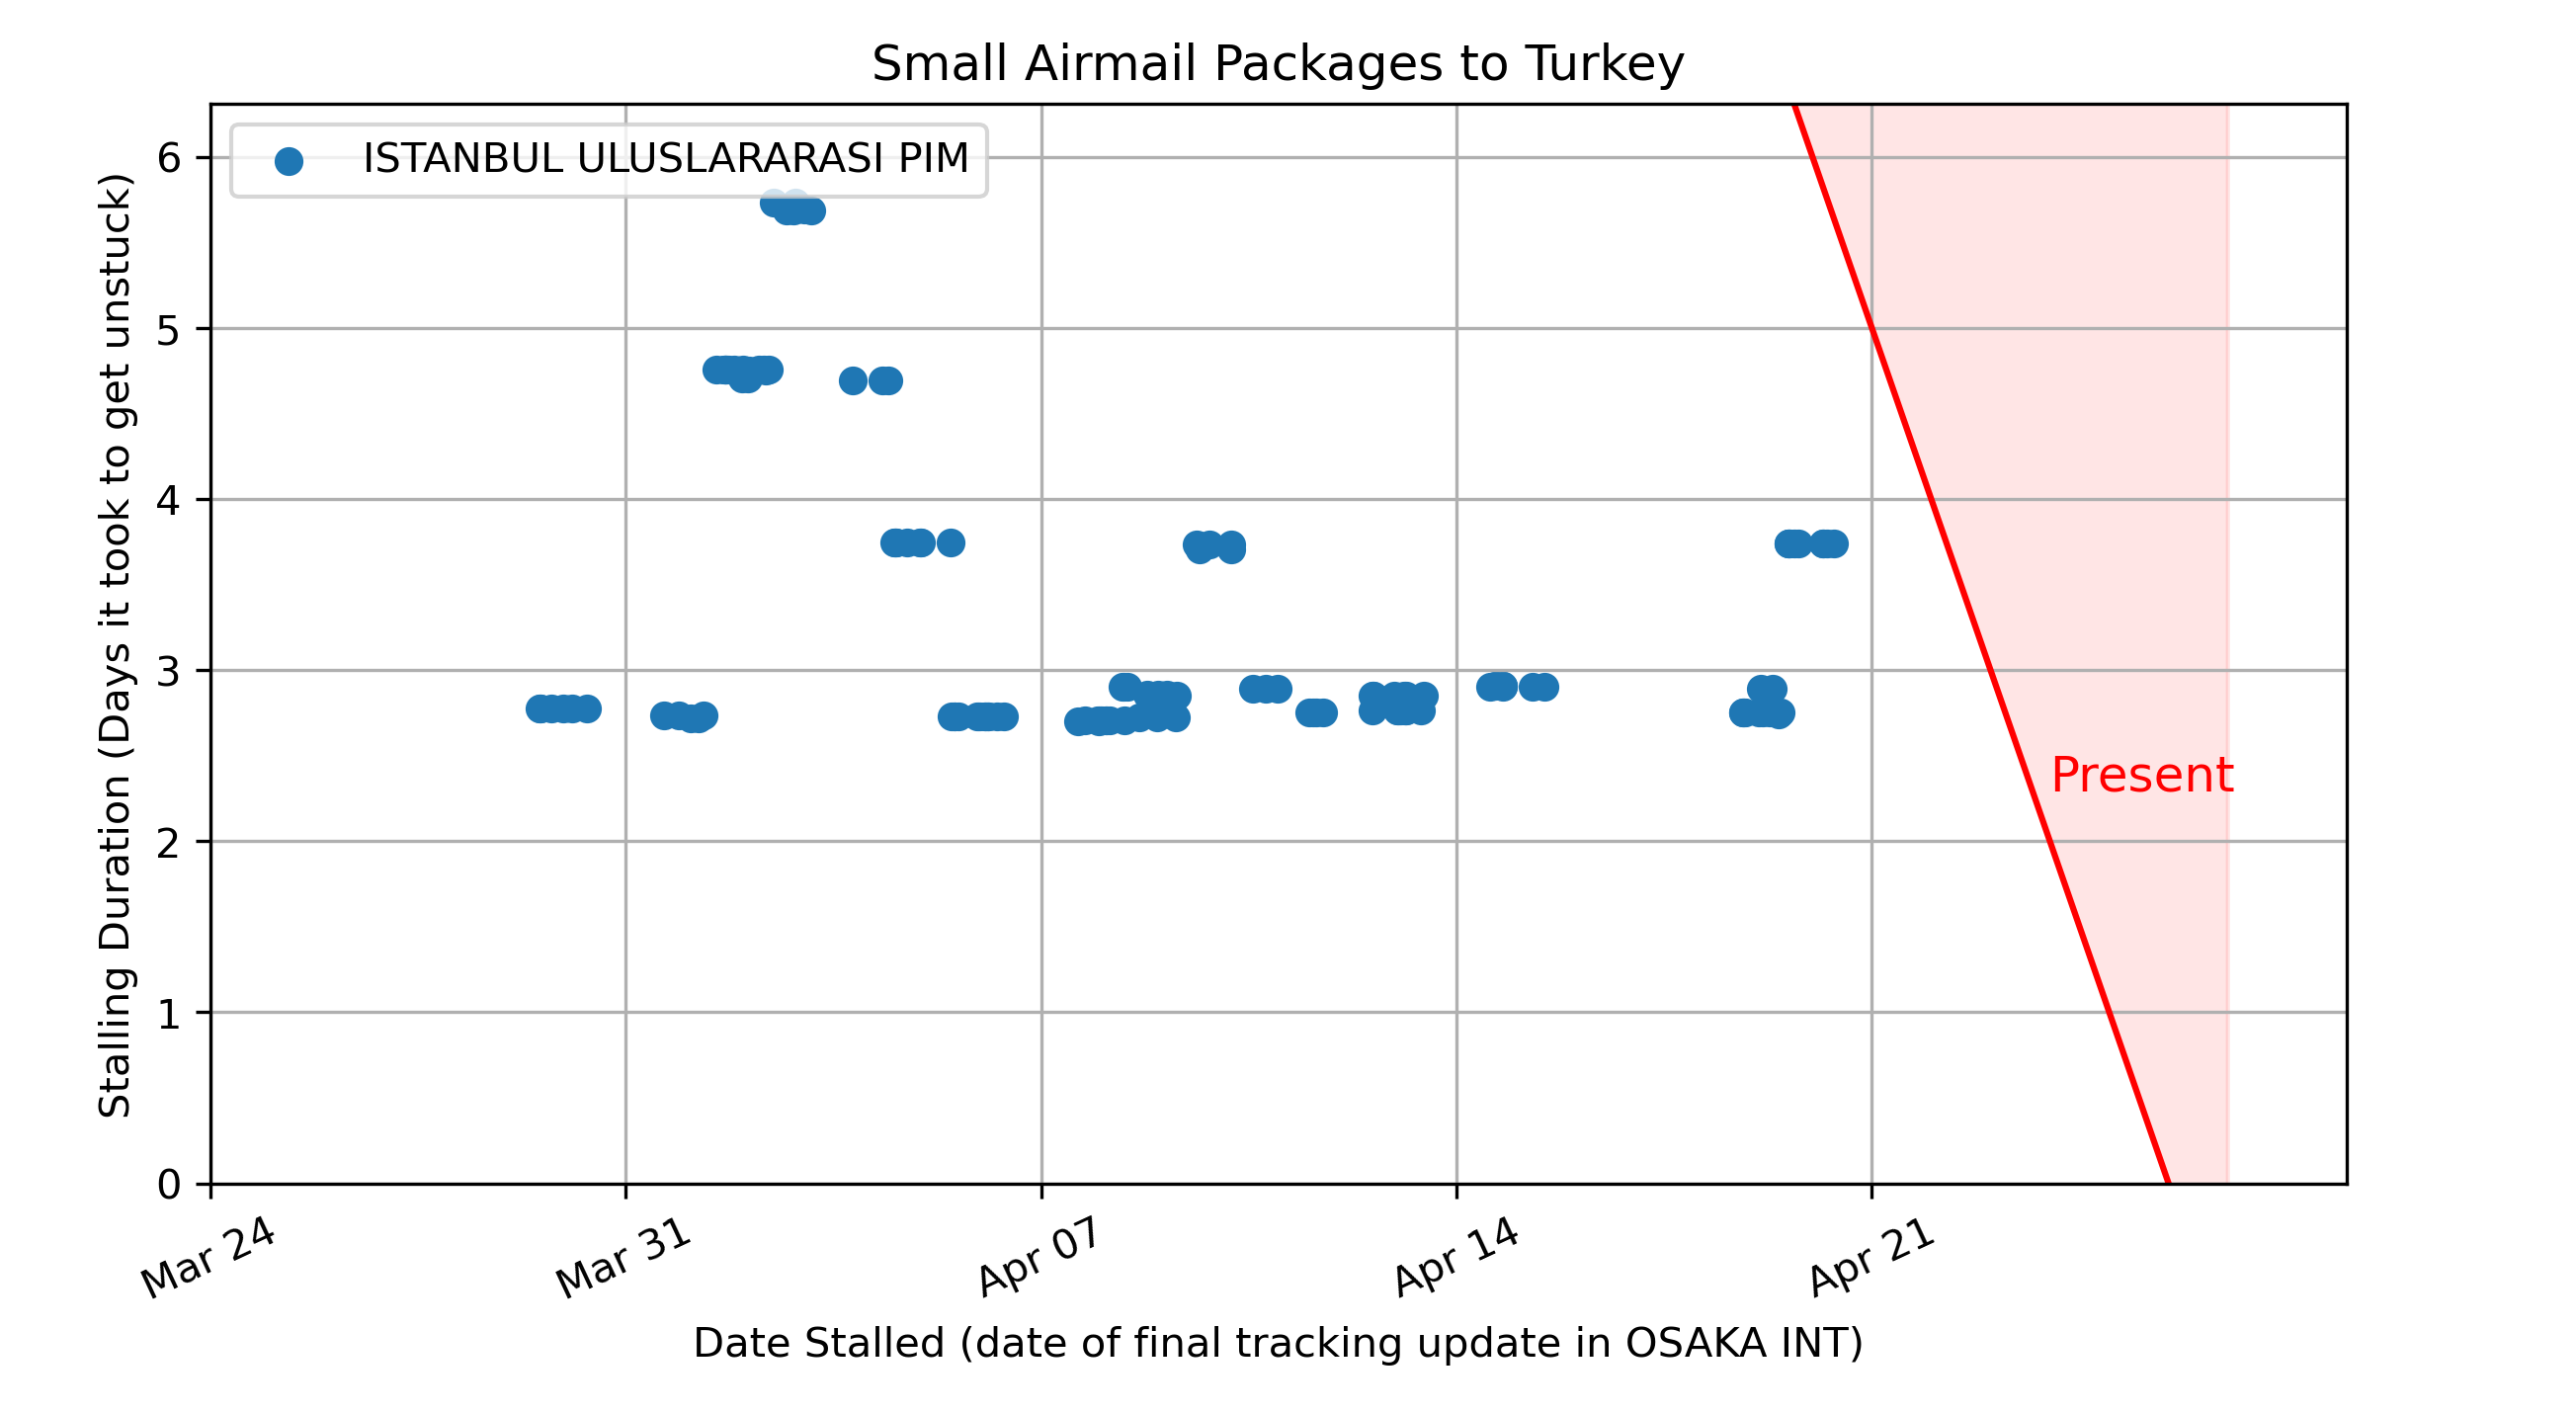 Small Airmail Packages to Turkey
ISTANBUL ULUSLARARASI PIM
Stalling Duration (Days it took to get unstuck)
6
5
4
3
2
1
0
Present
Mar 24
Mar 31
Apr 07
Apr 14
Apr 21
Date Stalled (date of final tracking update in OSAKA INT)